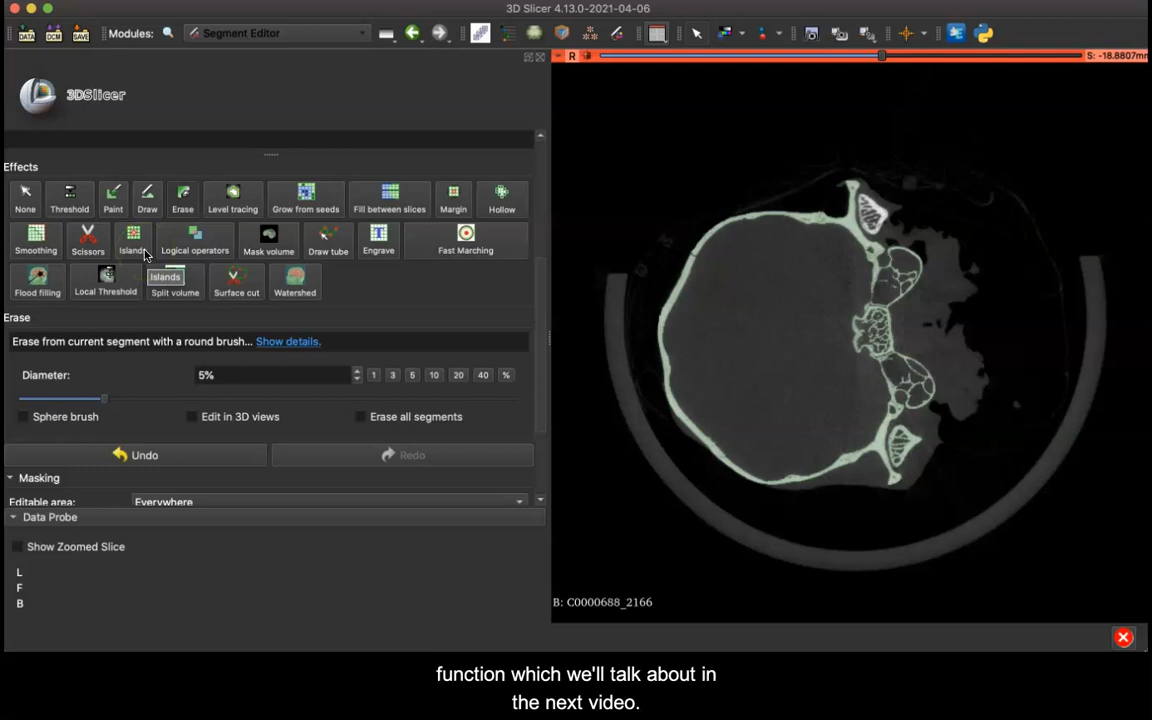 3D Slicer 4.13.0-2021-04-06
DATA DCM SAVE Modules: Segment Editor
R S: -18.8807mm
3DSlicer
Effects
None Threshold Paint Draw Erase Level tracing Grow from seeds Fill between slices Margin Hollow
Smoothing Scissors Islands Logical operators Mask volume Draw tube Engrave Fast Marching
Islands
Flood filling Local Threshold Split volume Surface cut Watershed
Erase
Erase from current segment with a round brush... Show details.
Diameter: 5% 1 3 5 10 20 40 %
Sphere brush Edit in 3D views Erase all segments
Undo Redo
Masking
Editable area: Everywhere
Data Probe
Show Zoomed Slice
L
F
B
B: C0000688_2166
function which we'll talk about in
the next video.